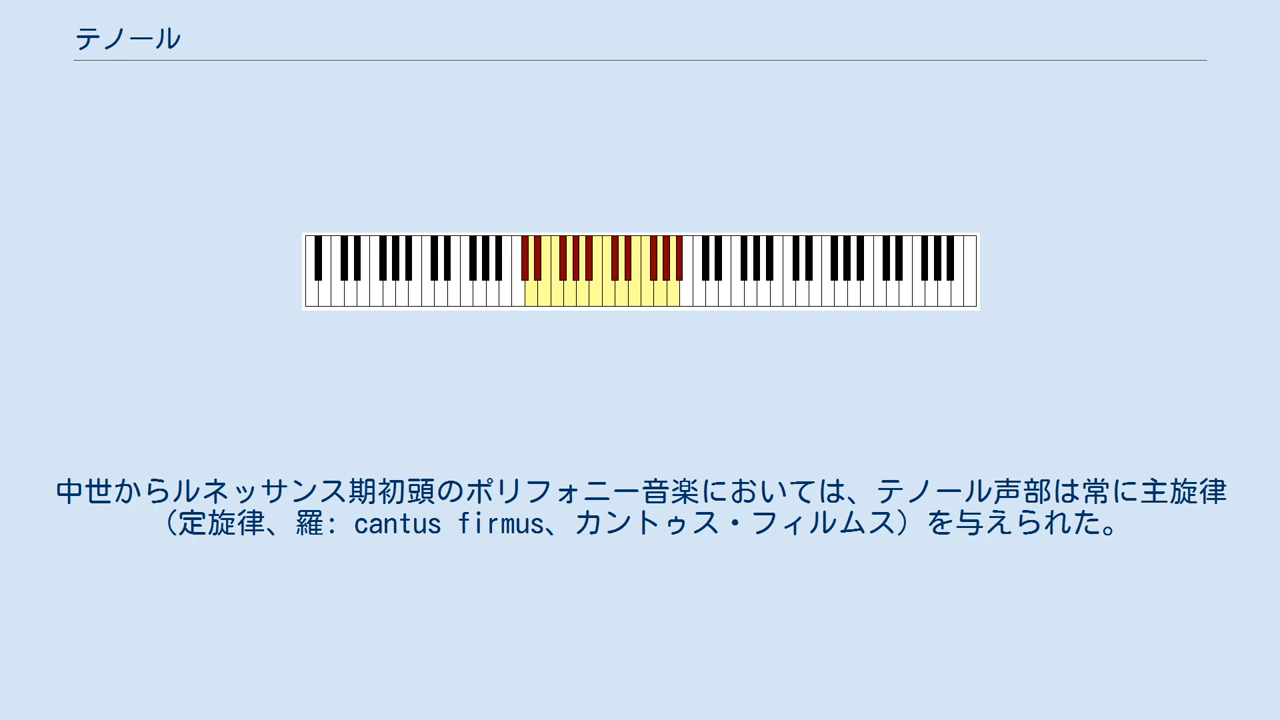 テノール
中世からルネッサンス期初頭のポリフォニー音楽においては、テノール声部は常に主旋律
（定旋律、羅: cantus firmus、カントゥス・フィルムス）を与えられた。